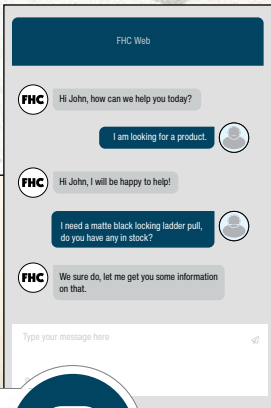 FHC Web
FHC
Hi John, how can we help you today?
I am looking for a product.
FHC
Hi John, I will be happy to help!
I need a matte black locking ladder pull,
do you have any in stock?
FHC
We sure do, let me get you some information
on that.
Type your message here